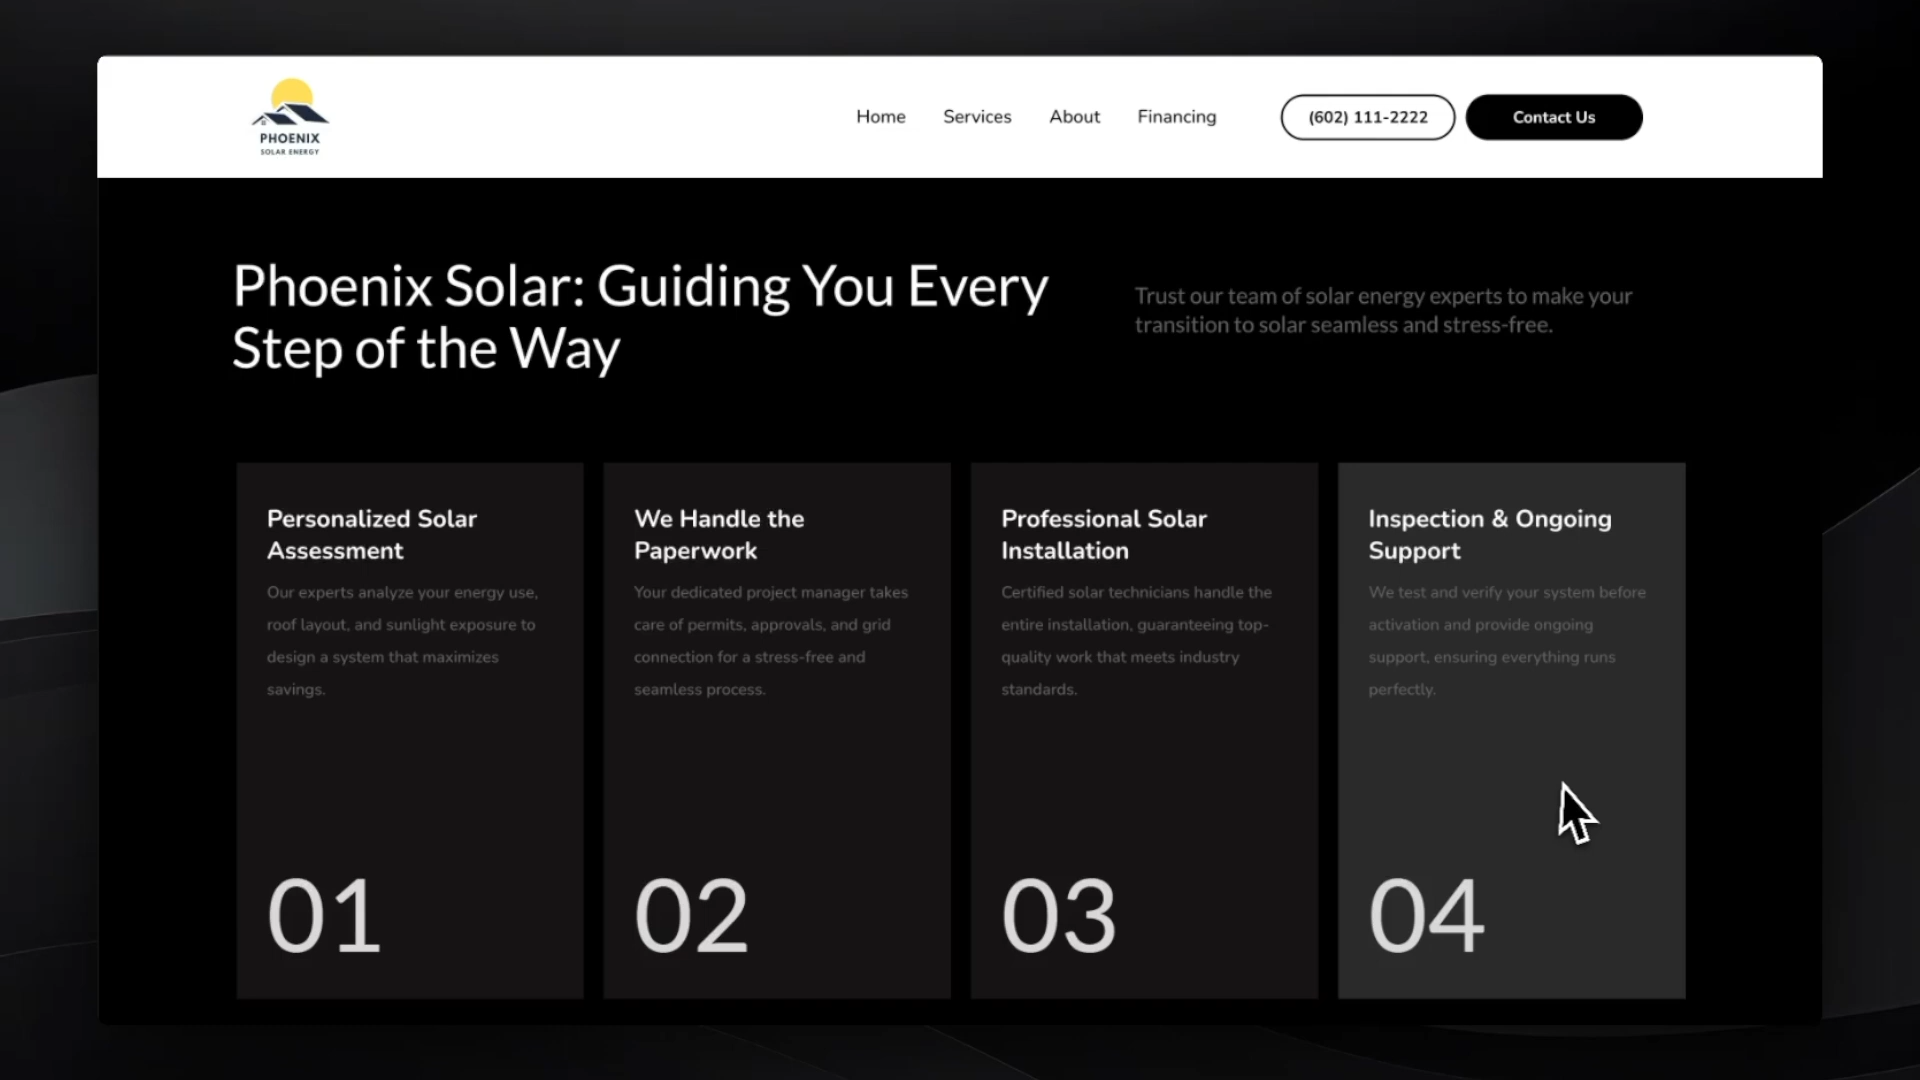 PHOENIX
SOLAR ENERGY
Home
Services
About
Financing
(602) 111-2222
Contact Us
Phoenix Solar: Guiding You Every
Step of the Way
Trust our team of solar energy experts to make your
transition to solar seamless and stress-free.
Personalized Solar
Assessment
Our experts analyze your energy use,
roof layout, and sunlight exposure to
design a system that maximizes
savings.
01
We Handle the
Paperwork
Your dedicated project manager takes
care of permits, approvals, and grid
connection for a stress-free and
seamless process.
02
Professional Solar
Installation
Certified solar technicians handle the
entire installation, guaranteeing top-
quality work that meets industry
standards.
03
Inspection & Ongoing
Support
We test and verify your system before
activation and provide ongoing
support, ensuring everything runs
perfectly.
04